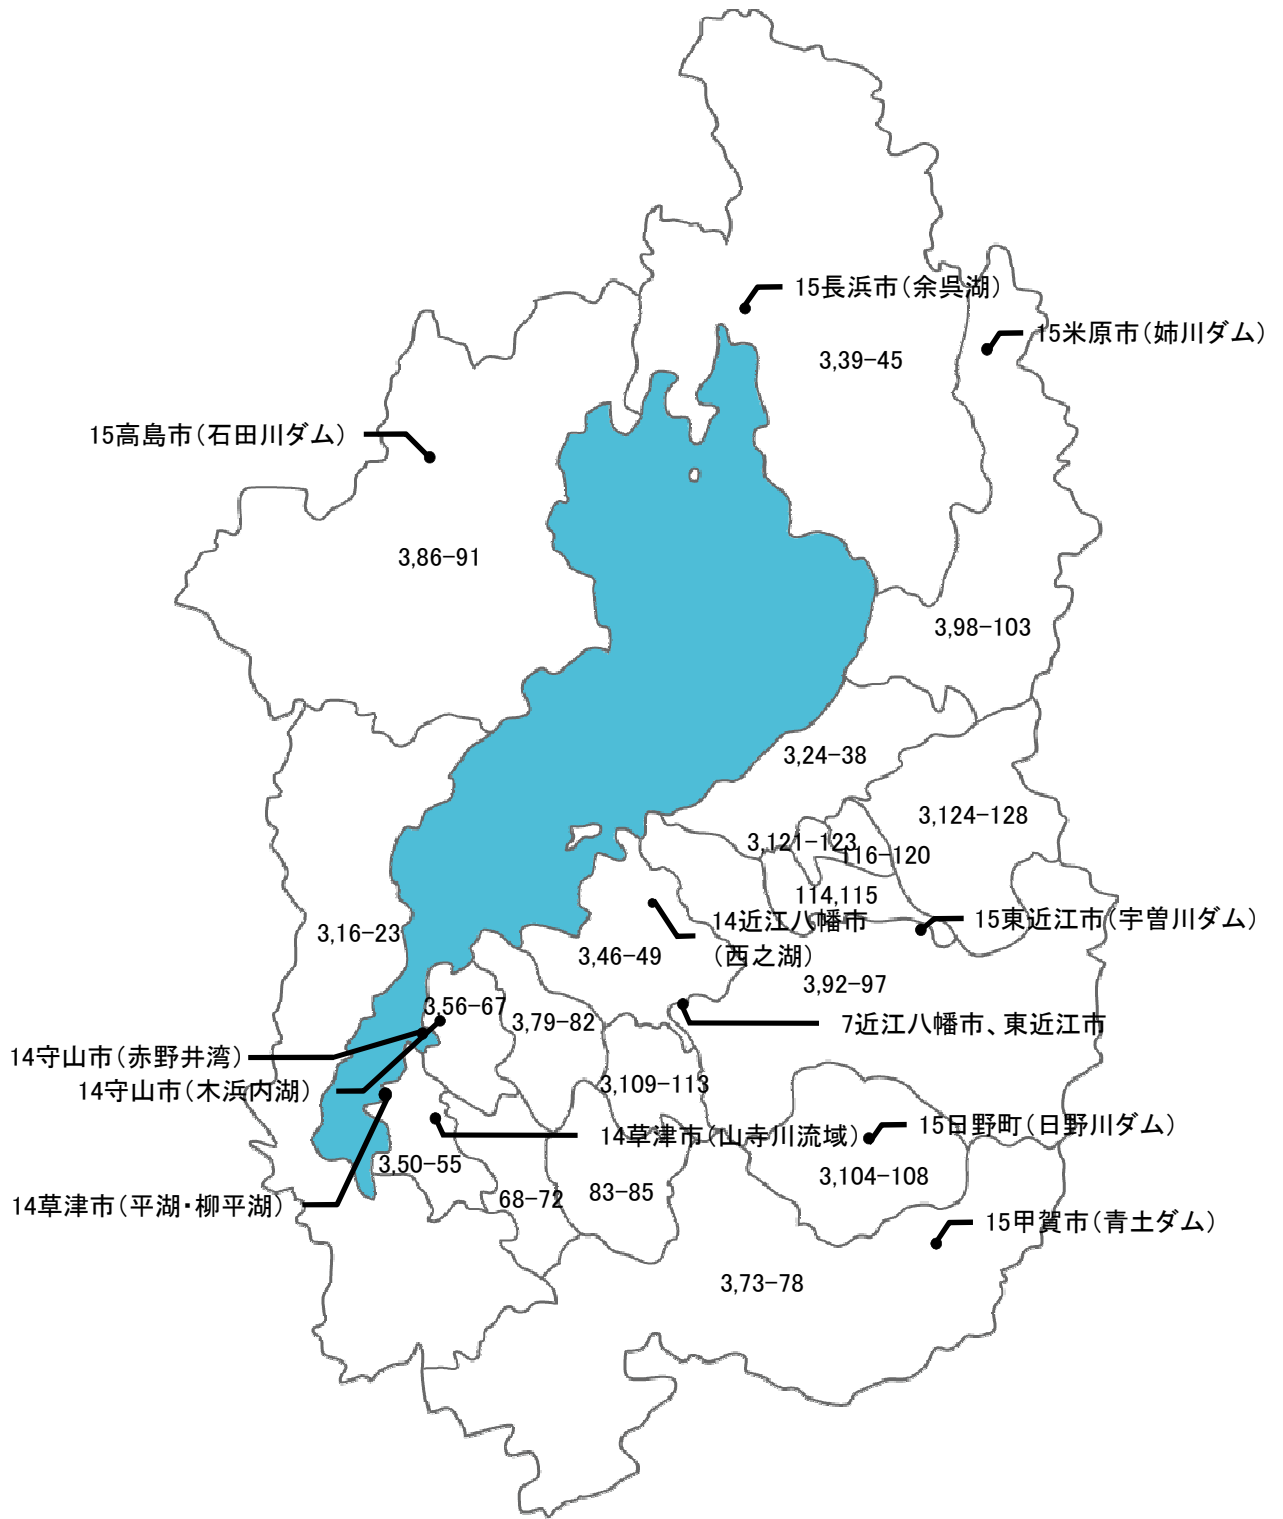 15長浜市（余呉湖）
15米原市（姉川ダム）
3,39-45
15高島市（石田川ダム）
3,86-91
3,98-103
3,24-38
3,124-128
3,121-123
116-120
114,115
15東近江市（宇曽川ダム）
14近江八幡市
（西之湖）
3,16-23
3,46-49
3,92-97
3,56-67
3,79-82
7近江八幡市、東近江市
14守山市（赤野井湾）
14守山市（木浜内湖）
3,109-113
14草津市（山寺川流域）
15日野町（日野川ダム）
3,50-55
3,104-108
68-72
83-85
14草津市（平湖・柳平湖）
15甲賀市（青土ダム）
3,73-78